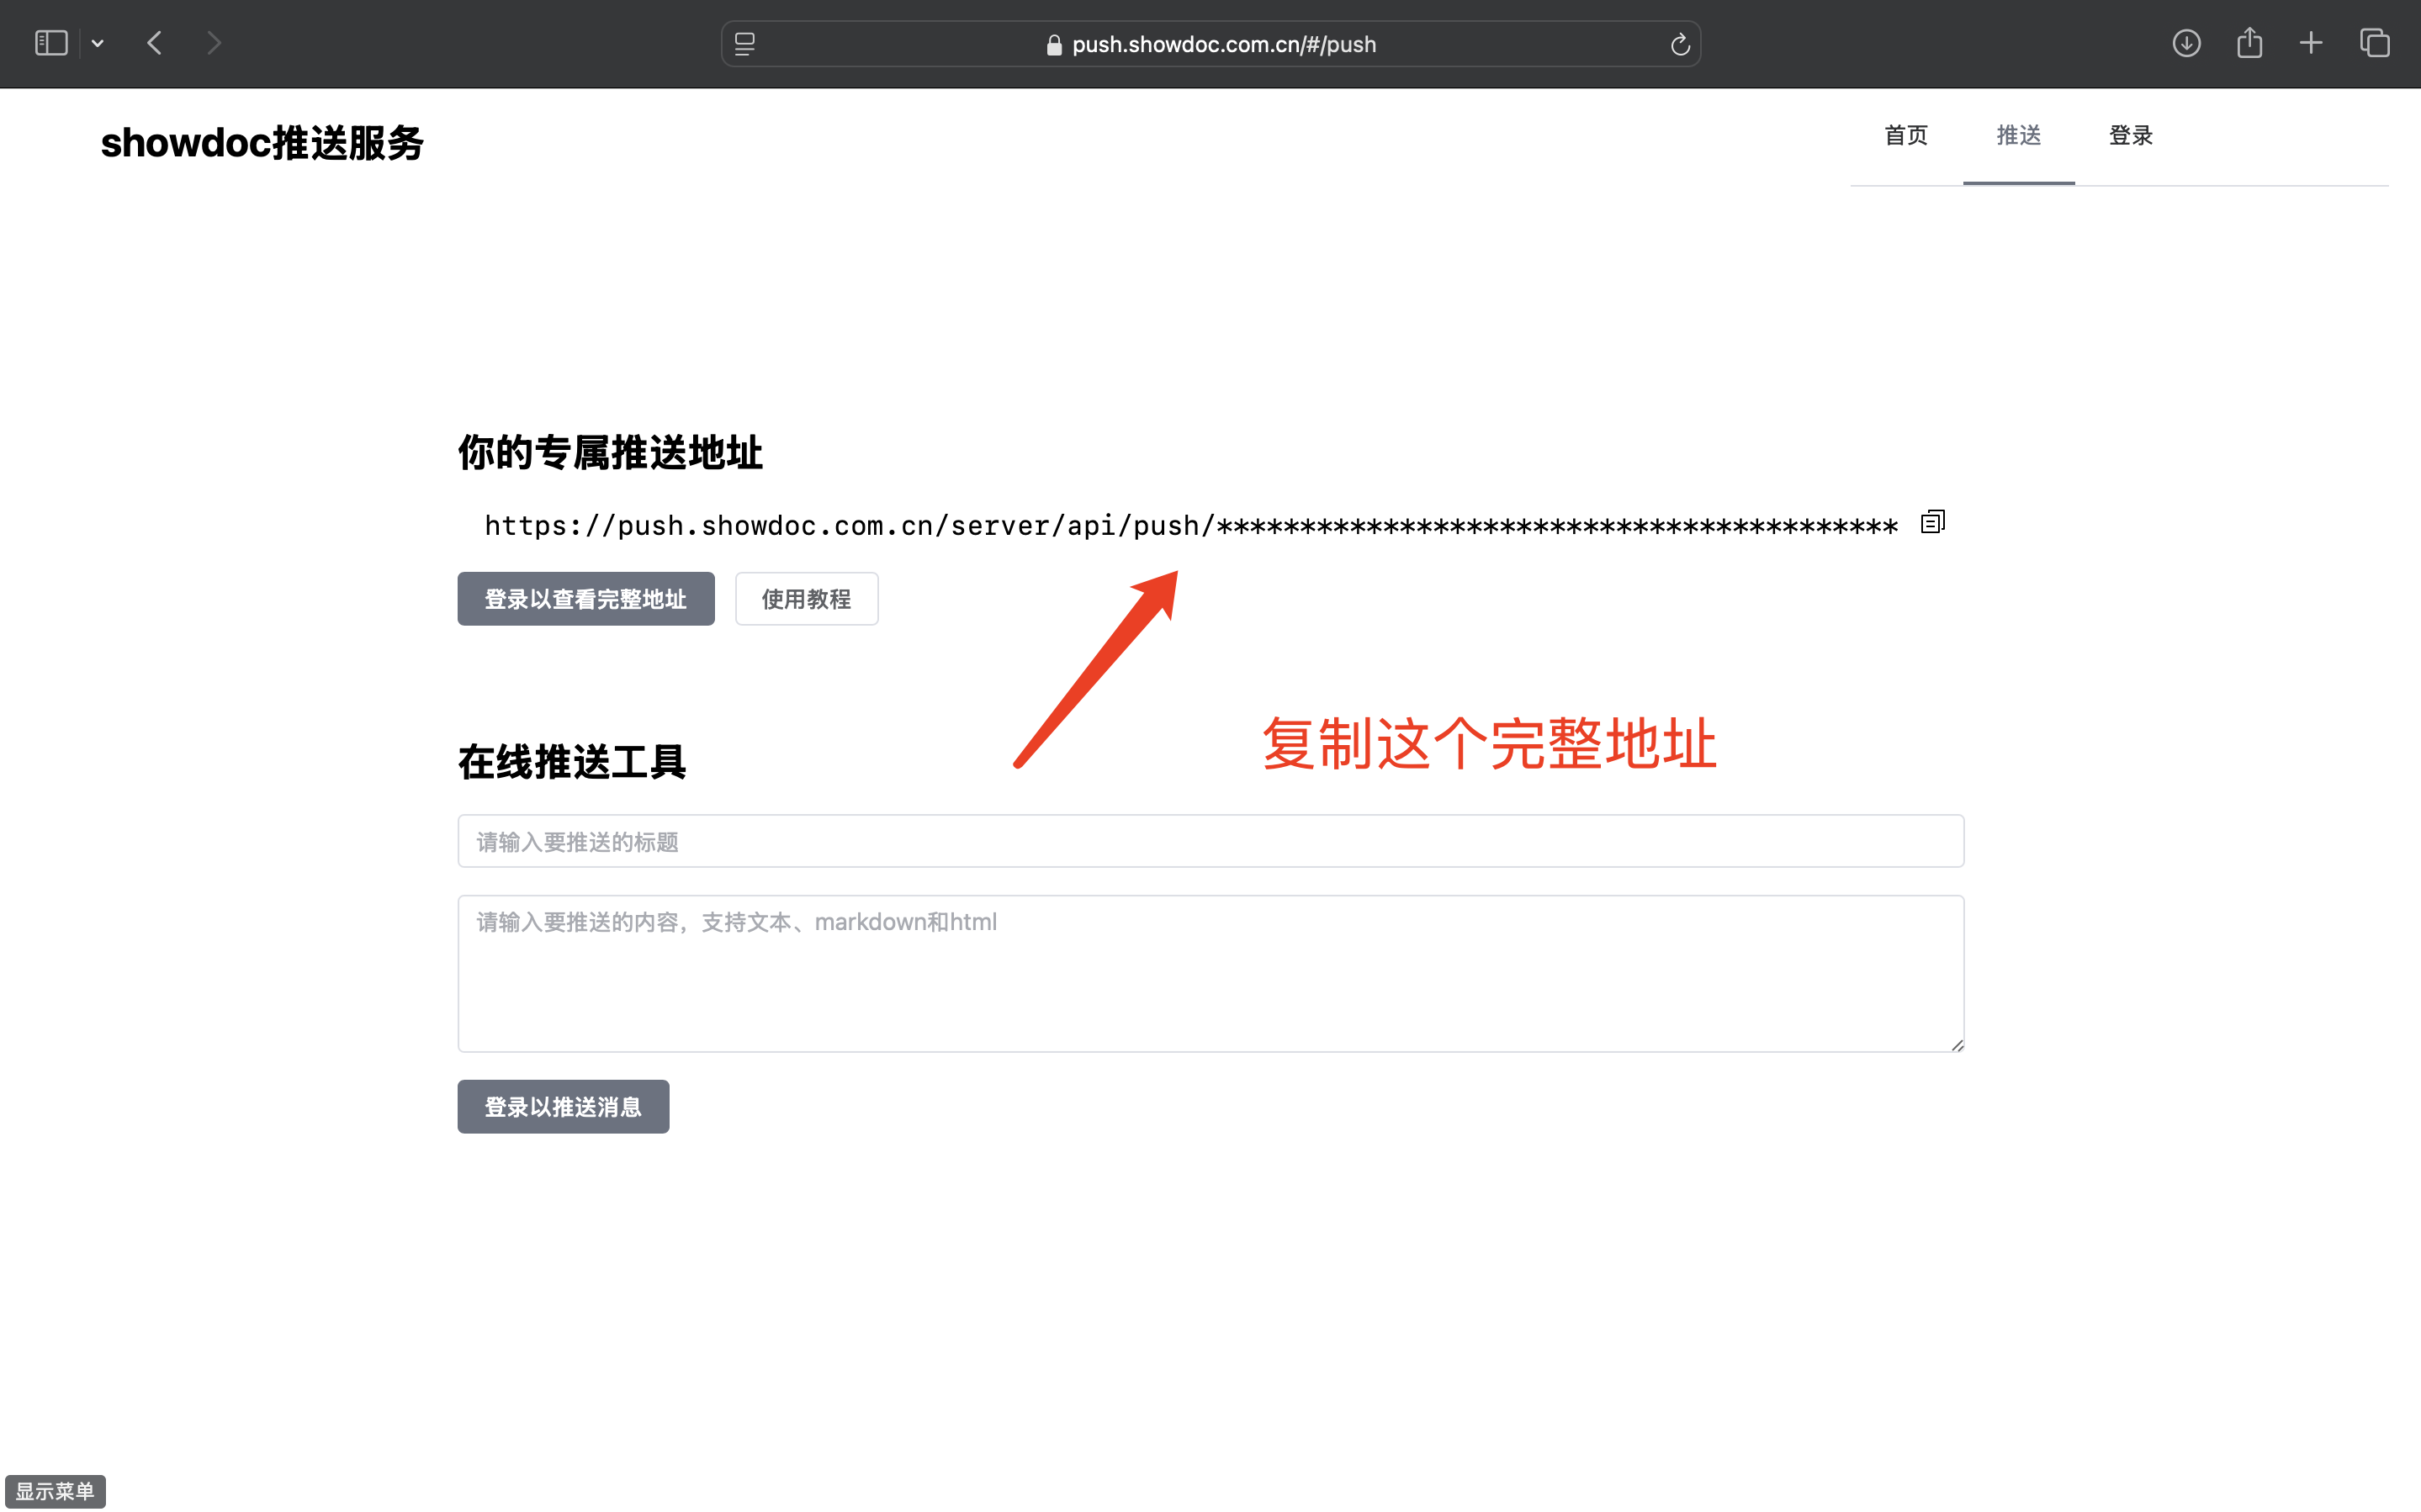 push.showdoc.com.cn/#/push
showdoc推送服务
首页
推送
登录
你的专属推送地址
https://push.showdoc.com.cn/server/api/push/*****************************************
登录以查看完整地址
使用教程
复制这个完整地址
在线推送工具
请输入要推送的标题
请输入要推送的内容，支持文本、markdown和html
登录以推送消息
显示菜单